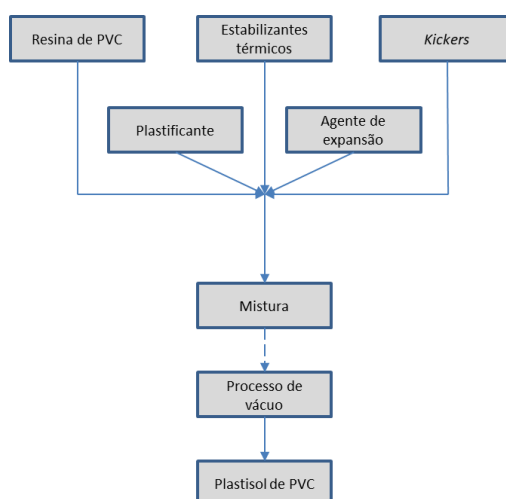 Resina de PVC
Estabilizantes
térmicos
Kickers
Plastificante
Agente de
expansão
Mistura
Processo de
vácuo
Plastisol de PVC